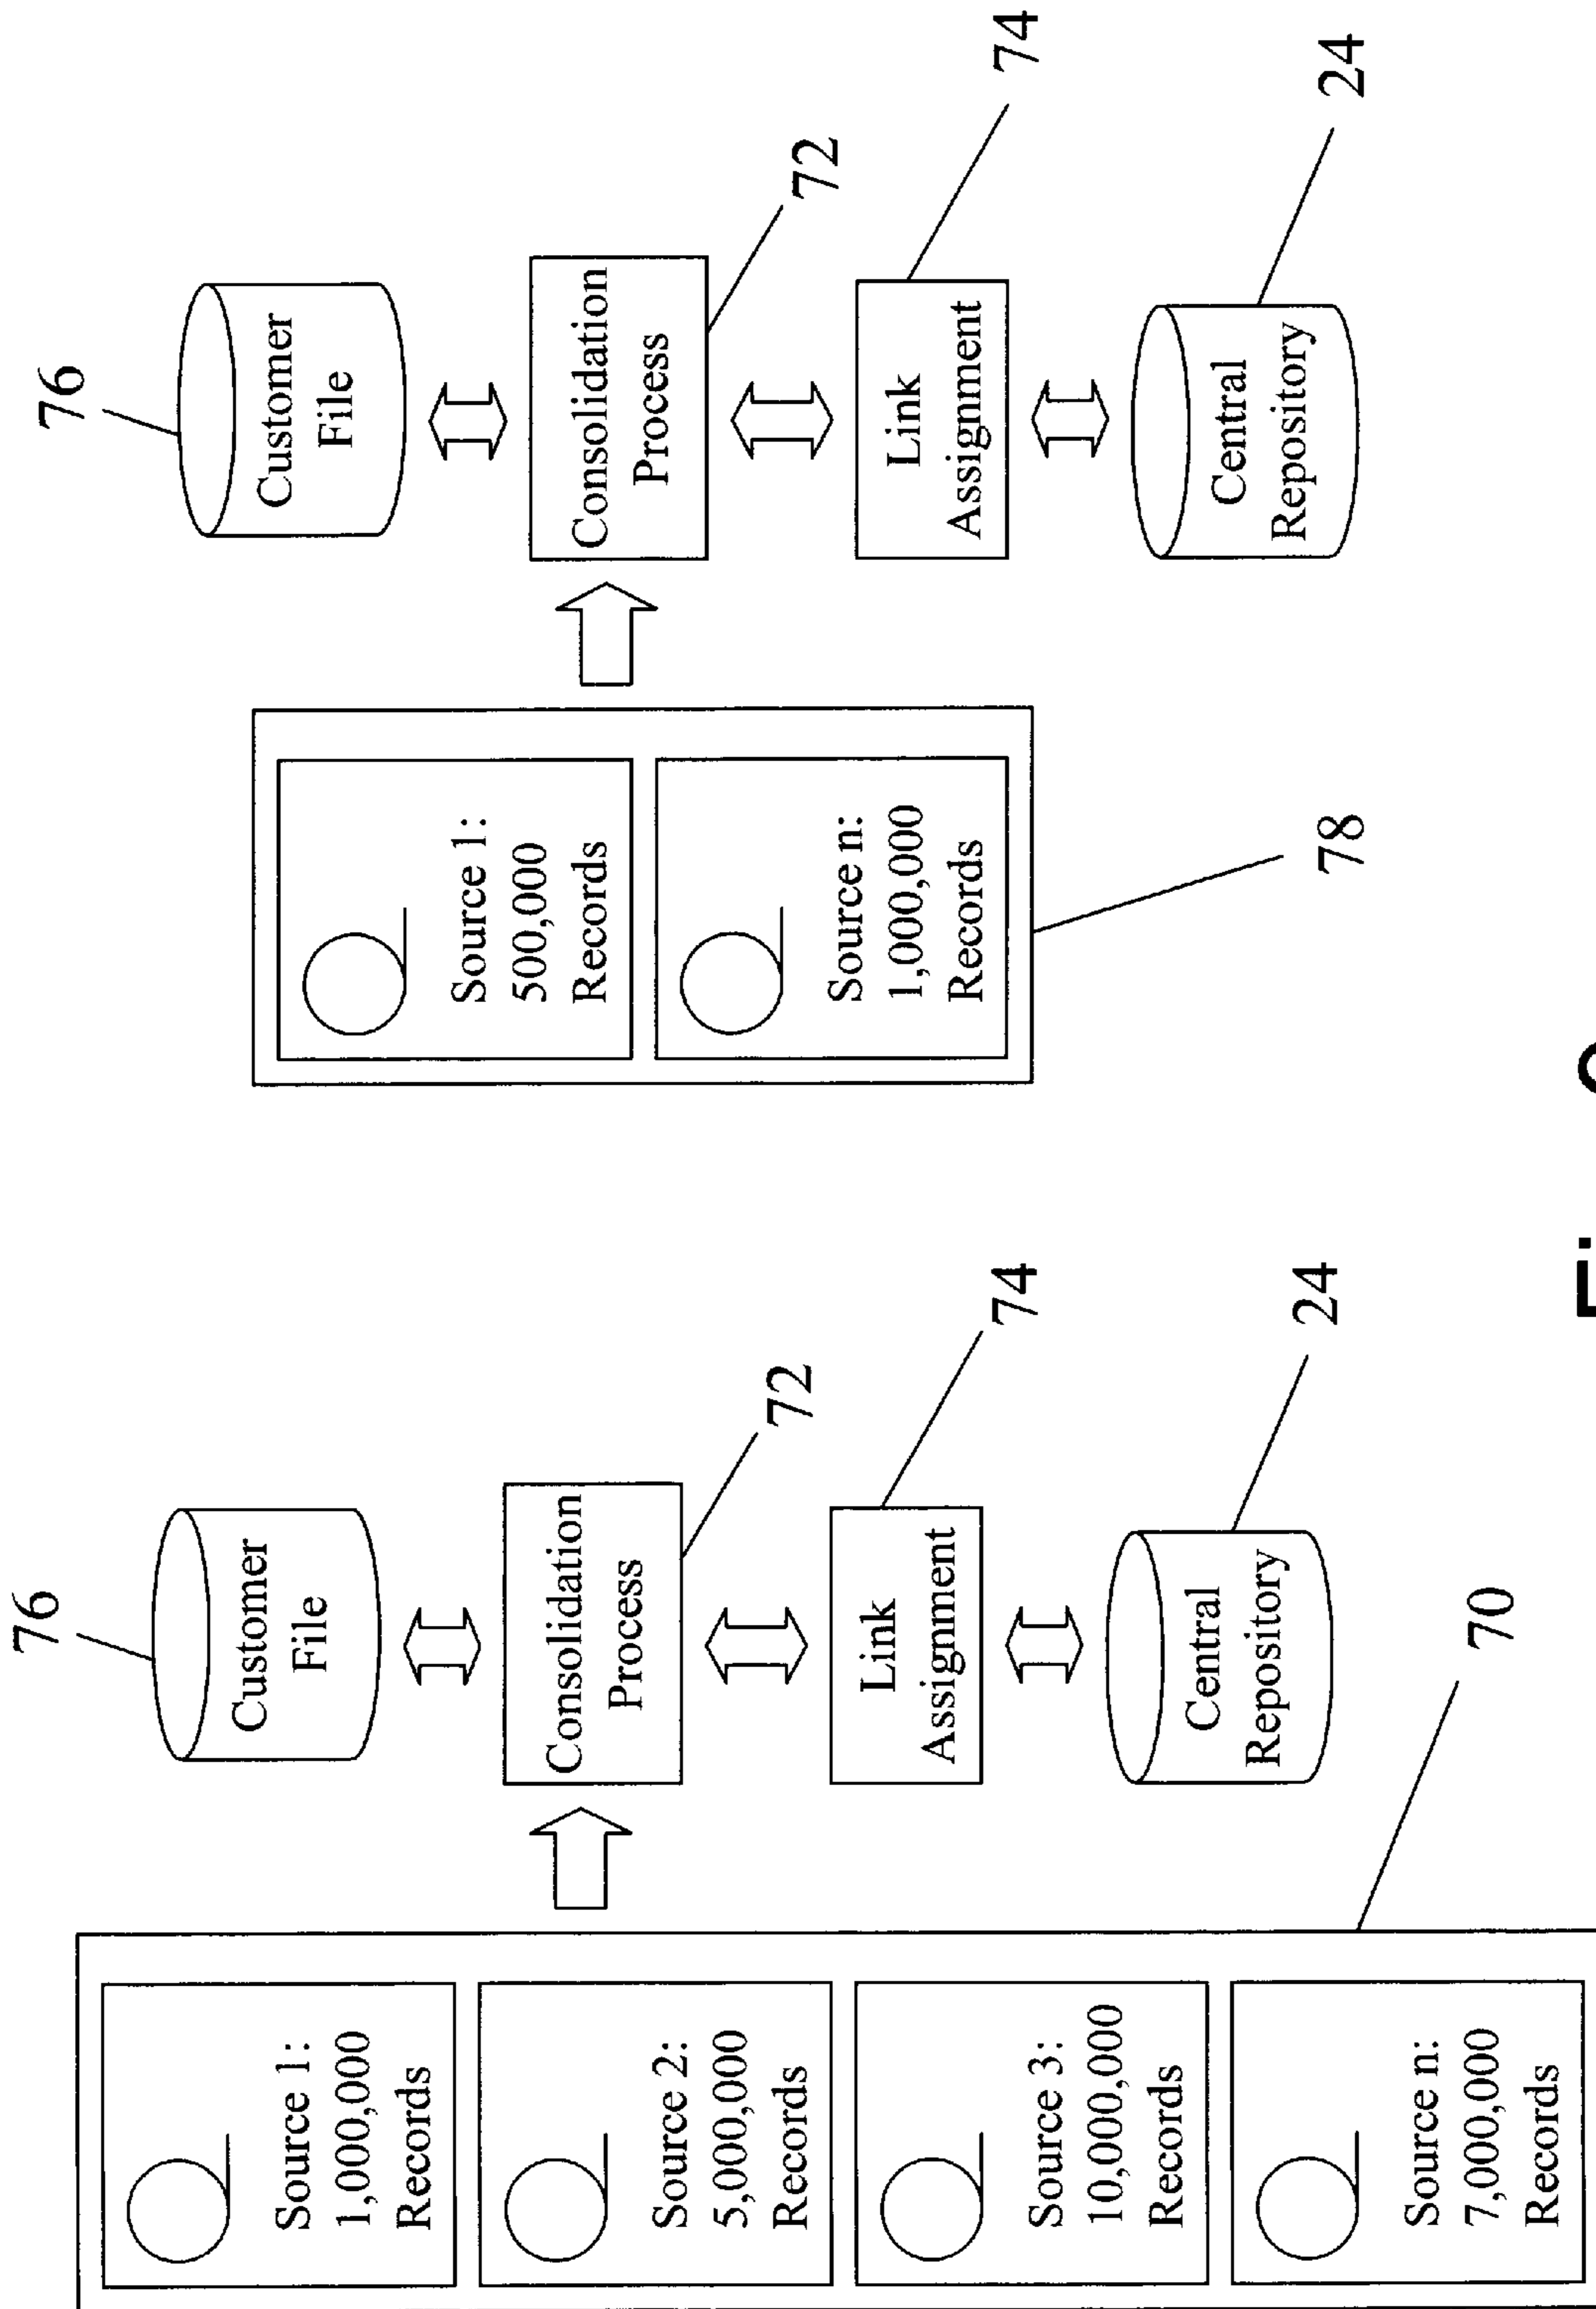 76
Source 1:
1,000,000
Records
Source 2:
5,000,000
Records
Source 3:
10,000,000
Records
Source n:
7,000,000
Records
70
Customer
File
Consolidation
Process
72
Link
Assignment
74
Central
Repository
24
76
Source 1:
500,000
Records
Source n:
1,000,000
Records
78
Customer
File
Consolidation
Process
72
Link
Assignment
74
Central
Repository
24